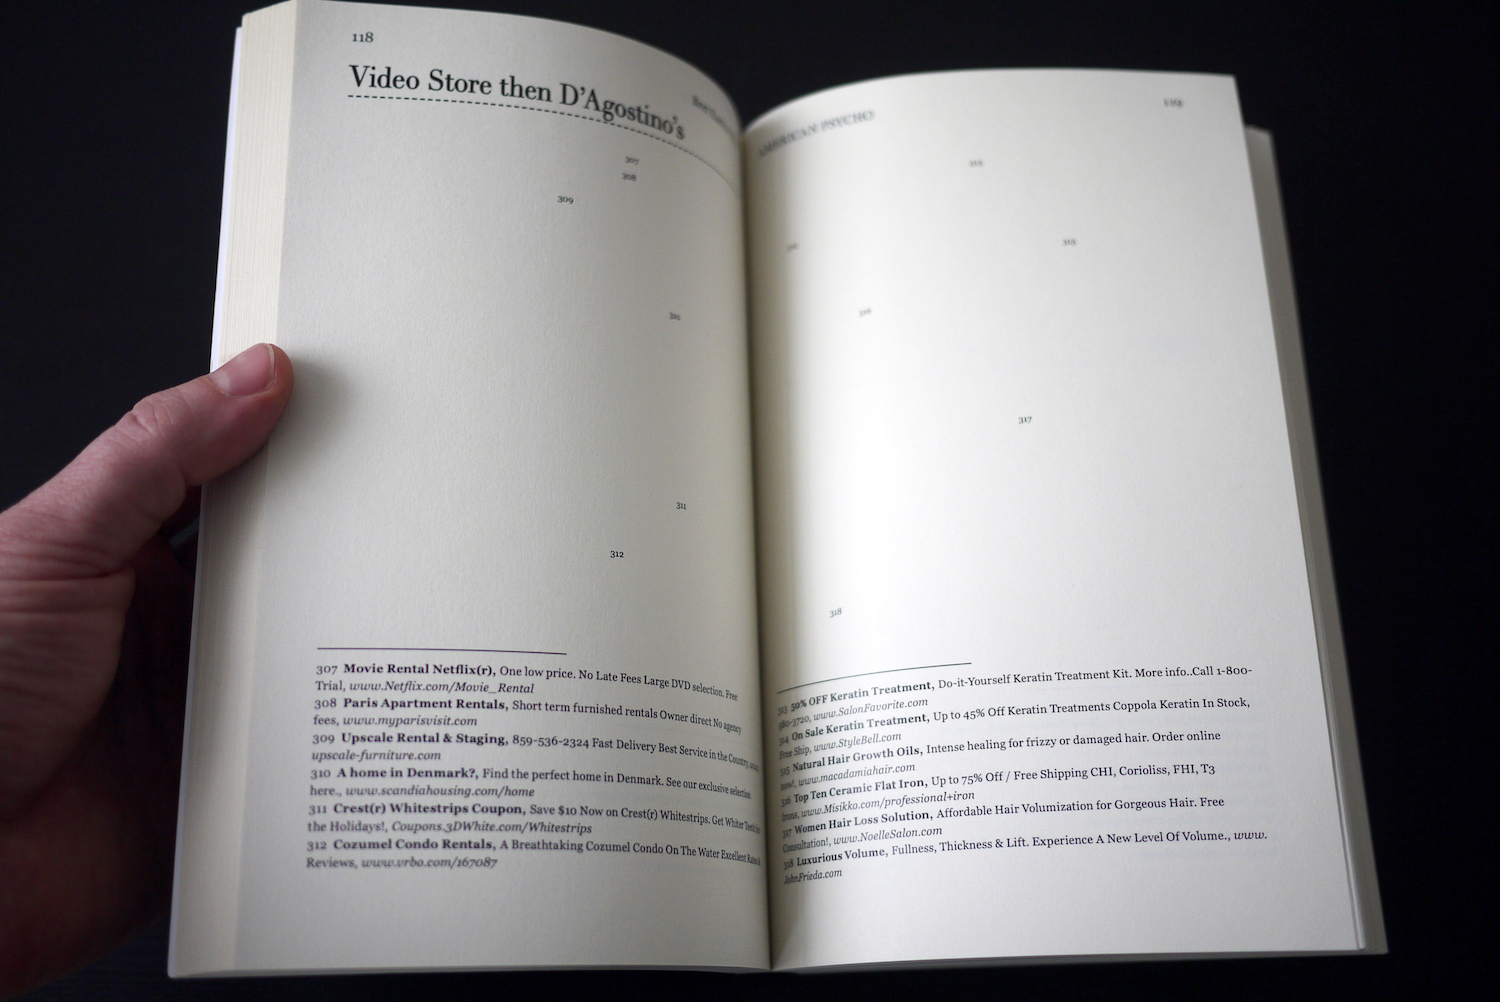 118
Video Store then D'Agostino's
307
308
309
310
311
312
307 Movie Rental Netflix(r), One low price. No Late Fees Large DVD selection. Free
Trial, www.Netflix.com/Movie_Rental
308 Paris Apartment Rentals, Short term furnished rentals Owner direct No agency
fees, www.myparisvisit.com
309 Upscale Rental & Staging, 859-536-2324 Fast Delivery Best Service in the Country,
upscale-furniture.com
310 A home in Denmark?, Find the perfect home in Denmark. See our exclusive selection
here., www.scandiahousing.com/home
311 Crest(r) Whitestrips Coupon, Save $10 Now on Crest(r) Whitestrips. Get Whiter Teeth
the Holidays!, Coupons.3DWhite.com/Whitestrips
312 Cozumel Condo Rentals, A Breathtaking Cozumel Condo On The Water Excellent Rates &
Reviews, www.vrbo.com/167087
AMERICAN PSYCHO
119
315
316
317
318
313 50% OFF Keratin Treatment, Do-it-Yourself Keratin Treatment Kit. More info..Call 1-800-
580-3720, www.SalonFavorite.com
314 On Sale Keratin Treatment, Up to 45% Off Keratin Treatments Coppola Keratin In Stock,
Free Ship, www.StyleBell.com
315 Natural Hair Growth Oils, Intense healing for frizzy or damaged hair. Order online
now!, www.macadamiahair.com
316 Top Ten Ceramic Flat Iron, Up to 75% Off / Free Shipping CHI, Corioliss, FHI, T3
Irons, www.Misikko.com/professional+iron
317 Women Hair Loss Solution, Affordable Hair Volumization for Gorgeous Hair. Free
Consultation!, www.NoelleSalon.com
318 Luxurious Volume, Fullness, Thickness & Lift. Experience A New Level Of Volume., www.
JohnFrieda.com